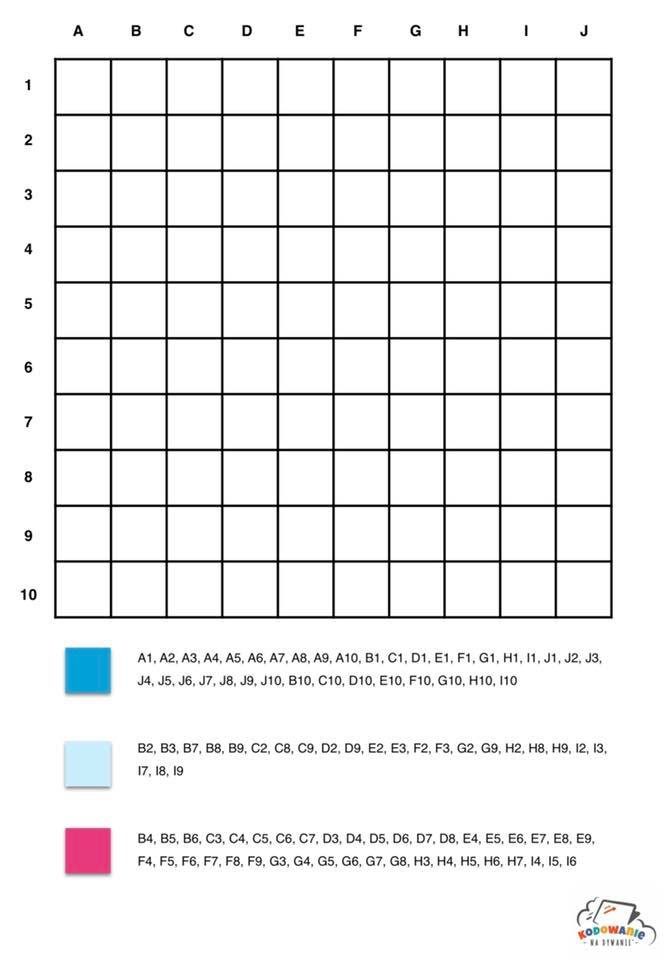 A B C D E F G H I J
1
2
3
4
5
6
7
8
9
10
A1, A2, A3, A4, A5, A6, A7, A8, A9, A10, B1, C1, D1, E1, F1, G1, H1, I1, J1, J2, J3,
J4, J5, J6, J7, J8, J9, J10, B10, C10, D10, E10, F10, G10, H10, I10
B2, B3, B7, B8, B9, C2, C8, C9, D2, D9, E2, E3, F2, F3, G2, G9, H2, H8, H9, I2, I3,
I7, I8, I9
B4, B5, B6, C3, C4, C5, C6, C7, D3, D4, D5, D6, D7, D8, E4, E5, E6, E7, E8, E9,
F4, F5, F6, F7, F8, F9, G3, G4, G5, G6, G7, G8, H3, H4, H5, H6, H7, I4, I5, I6
KODOWANIE
- NA DYWANIE -